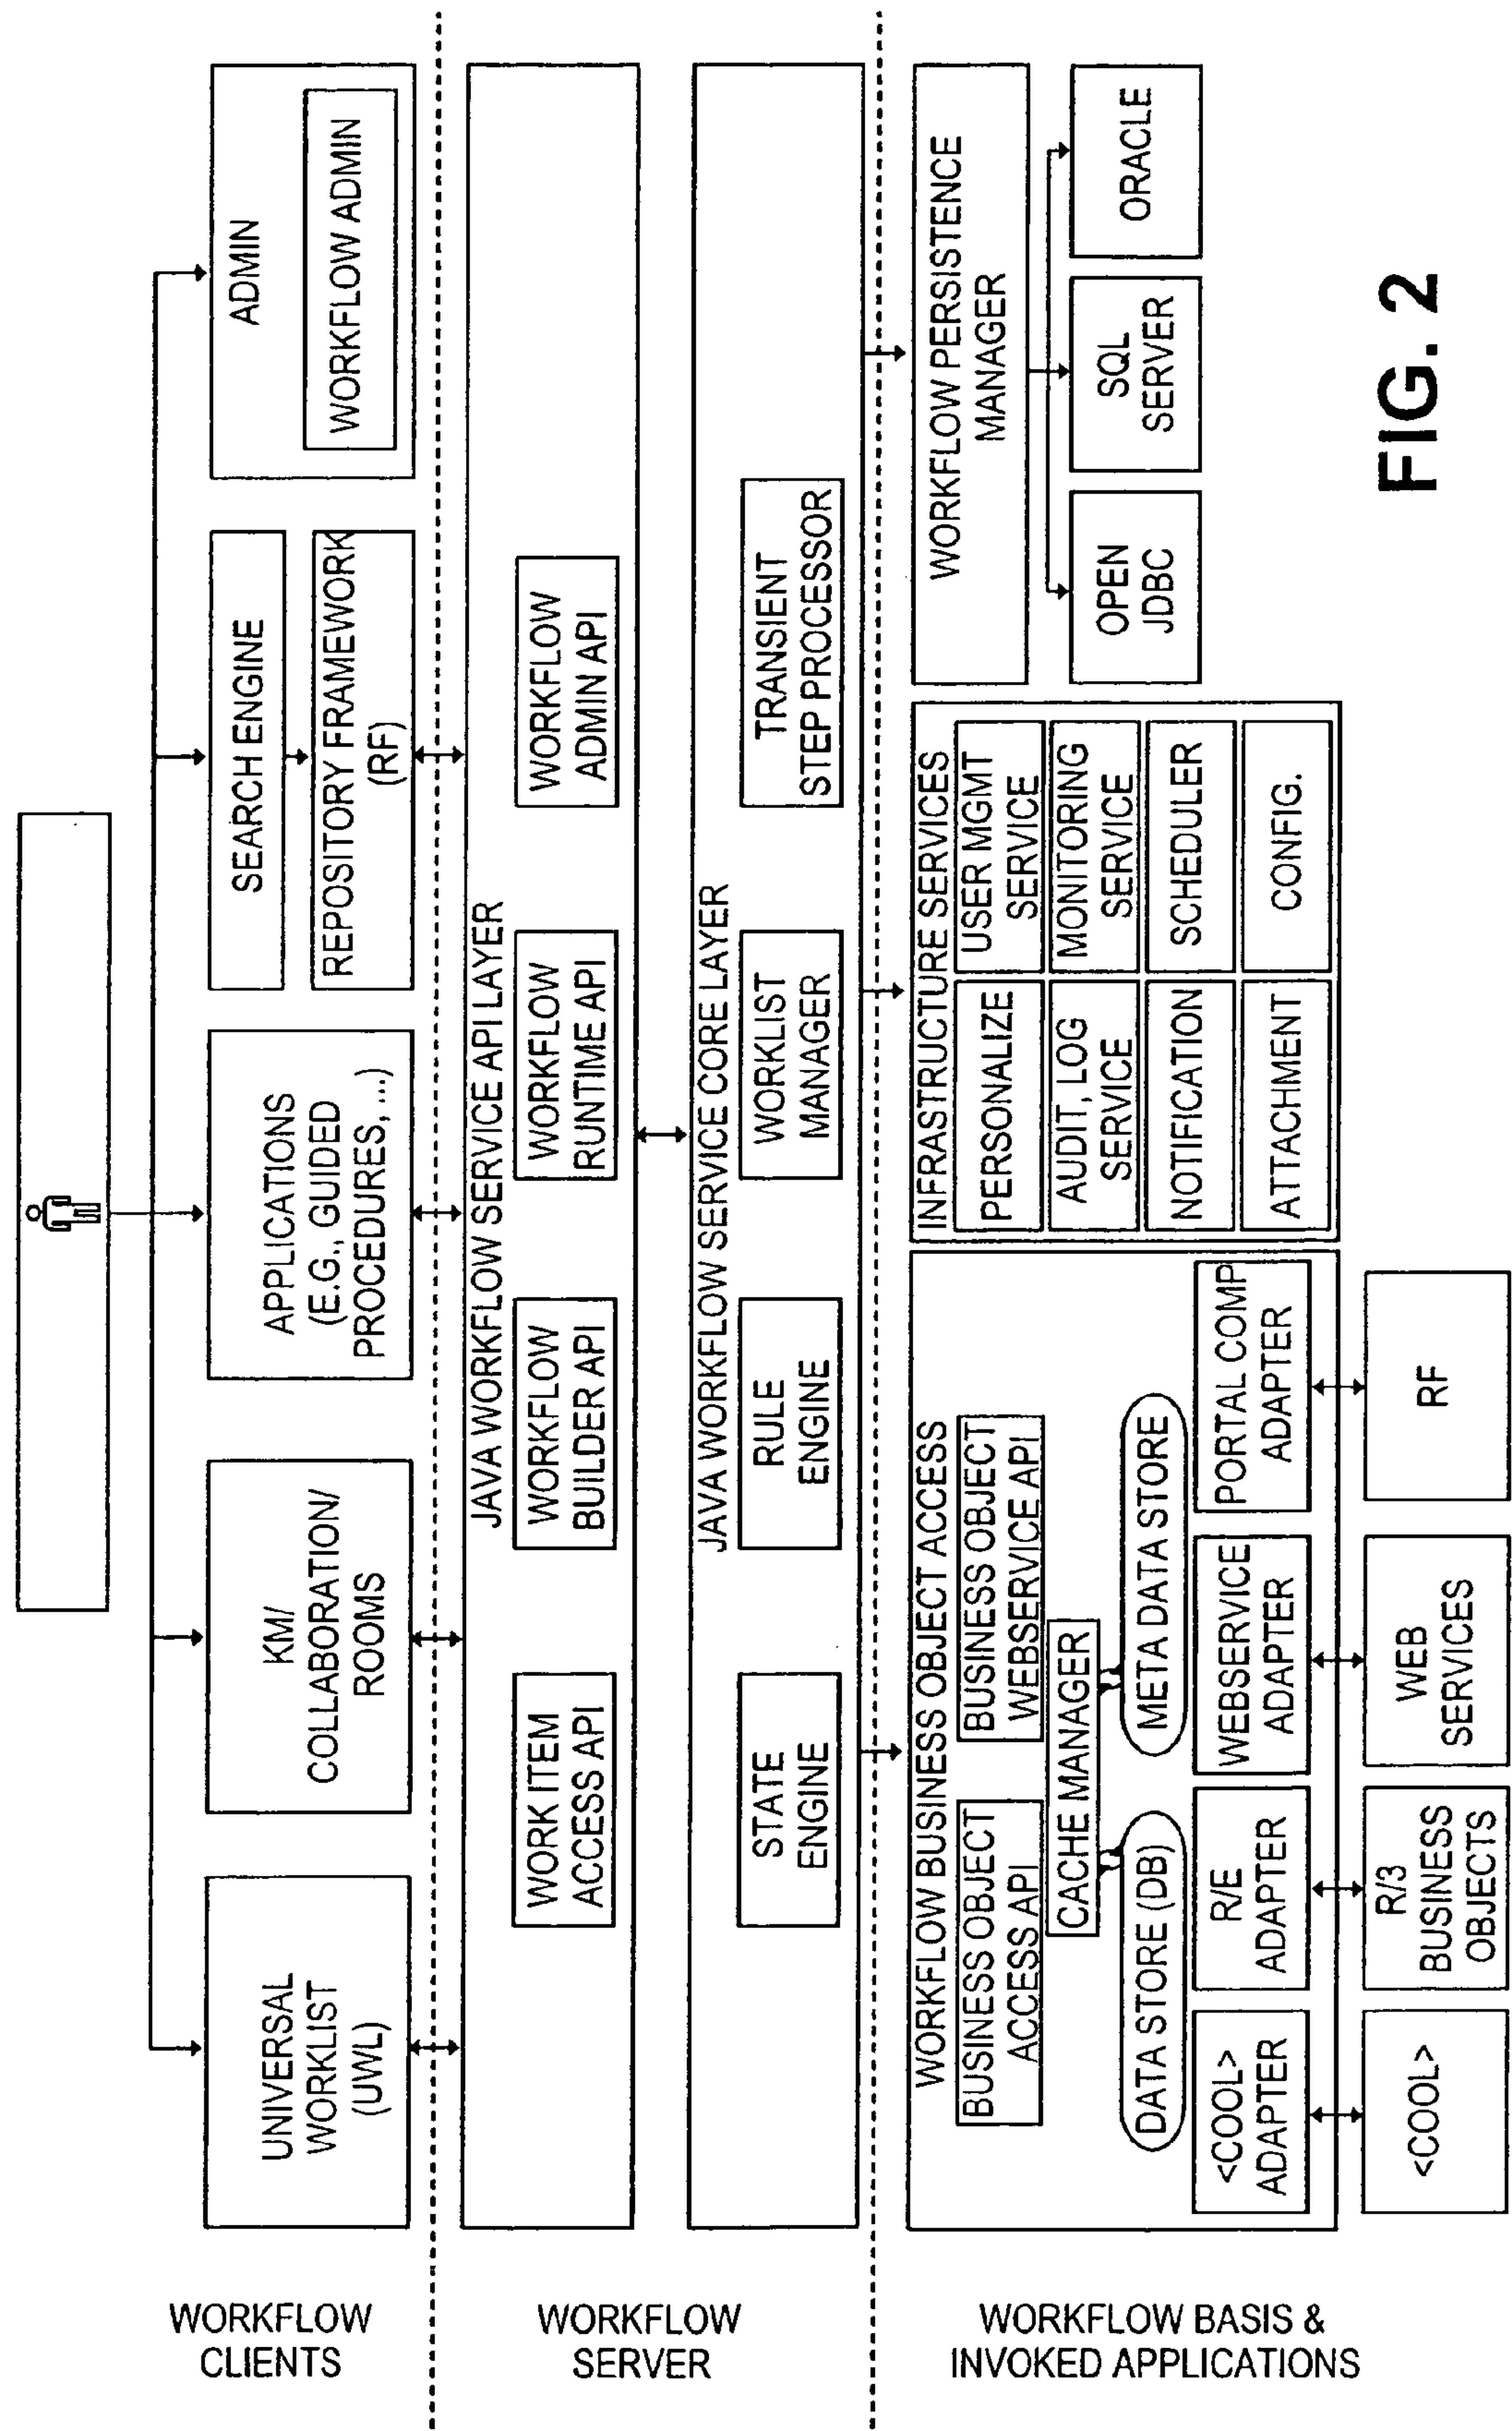 WORKFLOW
CLIENTS
UNIVERSAL
WORKLIST
(UWL)
KM/
COLLABORATION/
ROOMS
APPLICATIONS
(E.G., GUIDED
PROCEDURES, ...)
SEARCH ENGINE
REPOSITORY FRAMEWORK
(RF)
ADMIN
WORKFLOW ADMIN
WORKFLOW
SERVER
JAVA WORKFLOW SERVICE API LAYER
WORK ITEM
ACCESS API
WORKFLOW
BUILDER API
WORKFLOW
RUNTIME API
WORKFLOW
ADMIN API
JAVA WORKFLOW SERVICE CORE LAYER
STATE
ENGINE
RULE
ENGINE
WORKLIST
MANAGER
TRANSIENT
STEP PROCESSOR
WORKFLOW BASIS &
INVOKED APPLICATIONS
WORKFLOW BUSINESS OBJECT ACCESS
BUSINESS OBJECT
ACCESS API
BUSINESS OBJECT
WEBSERVICE API
CACHE MANAGER
DATA STORE (DB)
META DATA STORE
<COOL>
ADAPTER
R/E
ADAPTER
WEBSERVICE
ADAPTER
PORTAL COMP
ADAPTER
<COOL>
R/3
BUSINESS
OBJECTS
WEB
SERVICES
RF
INFRASTRUCTURE SERVICES
PERSONALIZE
USER MGMT
SERVICE
AUDIT, LOG
SERVICE
MONITORING
SERVICE
NOTIFICATION
SCHEDULER
ATTACHMENT
CONFIG.
WORKFLOW PERSISTENCE
MANAGER
OPEN
JDBC
SQL
SERVER
ORACLE
FIG. 2